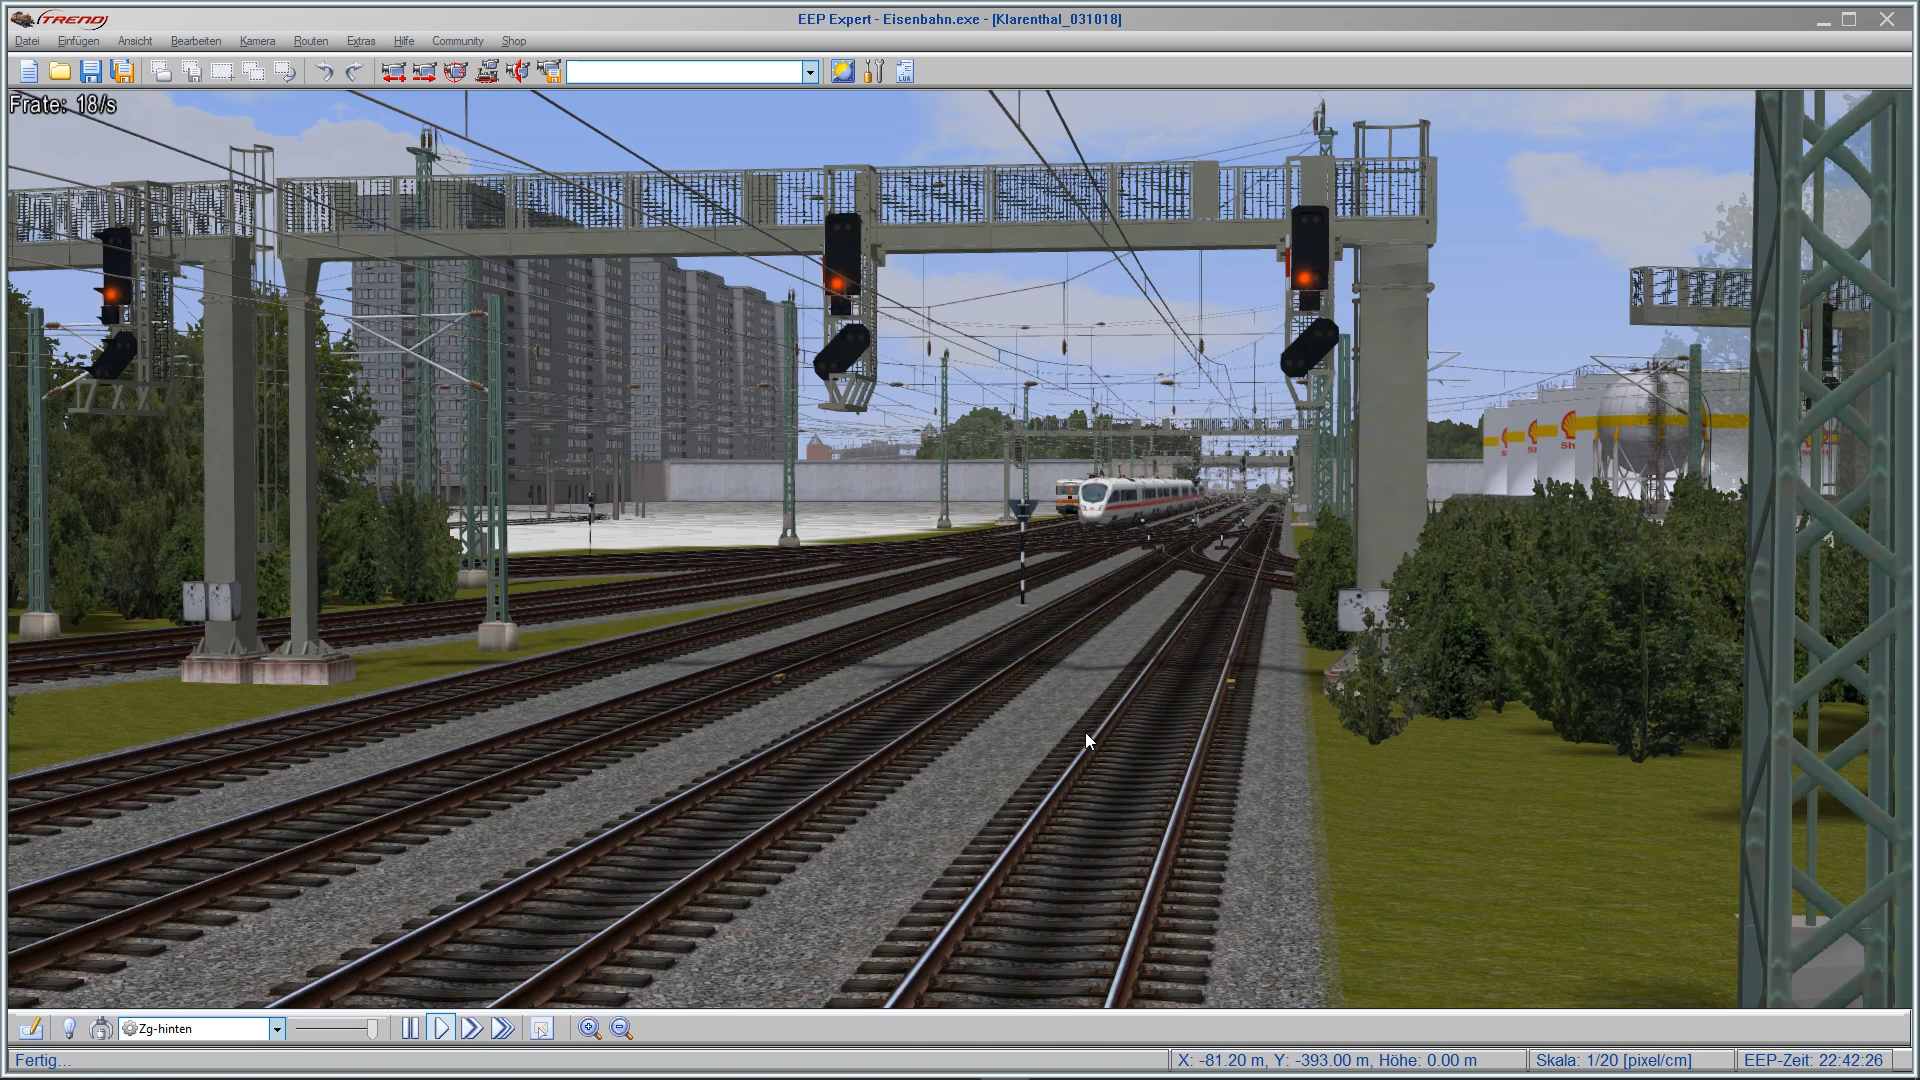 TREND
EEP Expert - Eisenbahn.exe - [Klarenthal_031018]
Datei Einfügen Ansicht Bearbeiten Kamera Routen Extras Hilfe Community Shop
LUA
Frate: 18/s
Sh
Zg-hinten
Fertig...
X: -81.20 m, Y: -393.00 m, Höhe: 0.00 m
Skala: 1/20 [pixel/cm]
EEP-Zeit: 22:42:26